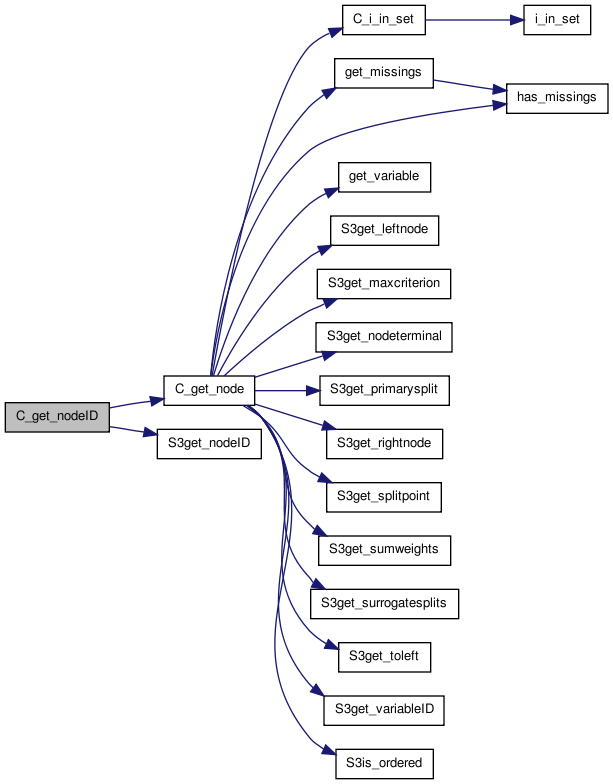 C_i_in_set
i_in_set
get_missings
has_missings
get_variable
S3get_leftnode
S3get_maxcriterion
S3get_nodeterminal
C_get_node
S3get_primarysplit
C_get_nodeID
S3get_nodeID
S3get_rightnode
S3get_splitpoint
S3get_sumweights
S3get_surrogatesplits
S3get_toleft
S3get_variableID
S3is_ordered